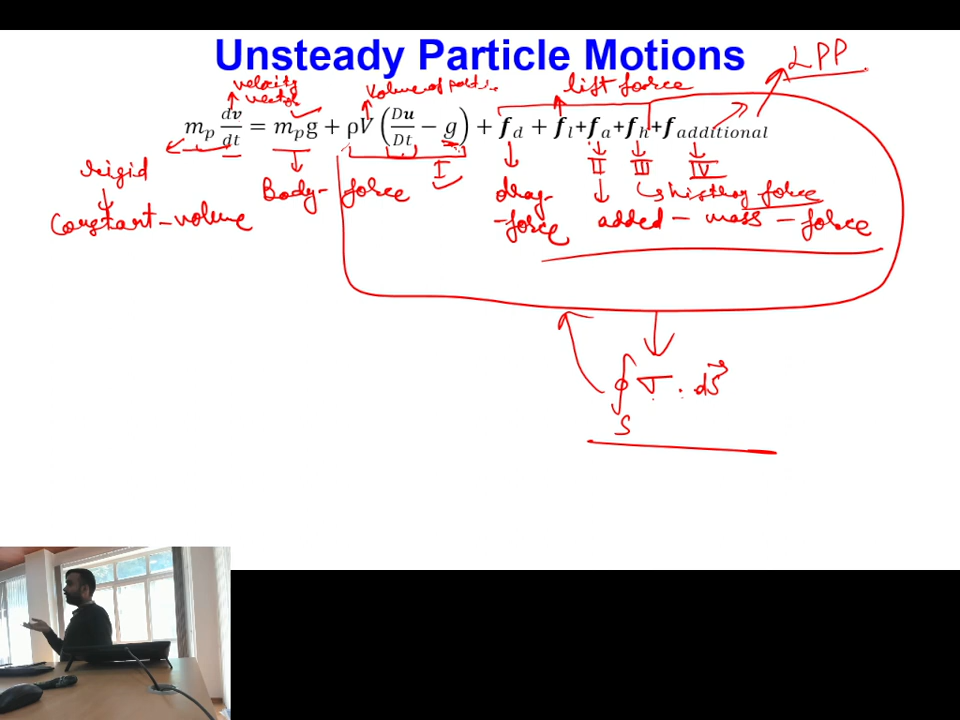 Unsteady Particle Motions
LPP
velocity vector
Volume of
lift force
m_p dv/dt = m_p g + ρV (Du/Dt − g) + f_d + f_l + f_a + f_h + f_additional
I
II
III
IV
rigid
Body-force
drag-force
history force
Constant-volume
added-mass-force
∮_S σ · dS⃗